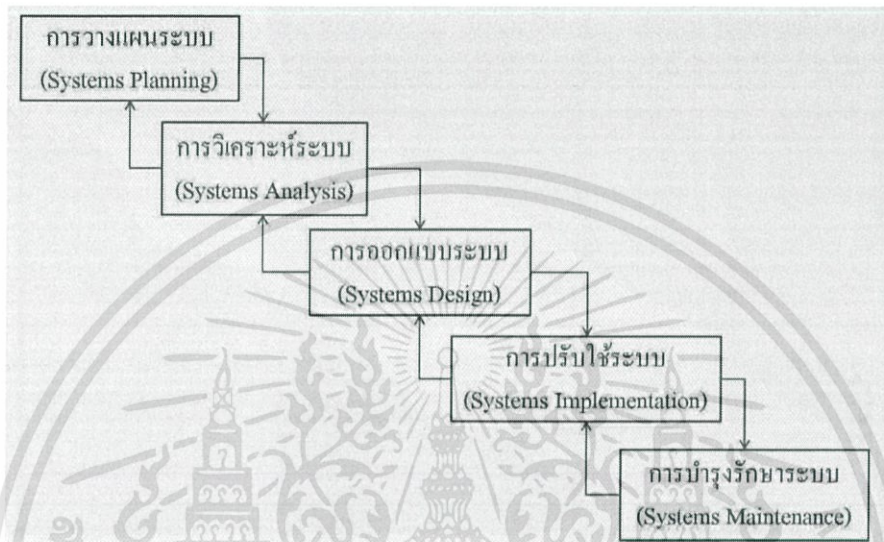 การวางแผนระบบ
(Systems Planning)
การวิเคราะห์ระบบ
(Systems Analysis)
การออกแบบระบบ
(Systems Design)
การปรับใช้ระบบ
(Systems Implementation)
การบำรุงรักษาระบบ
(Systems Maintenance)